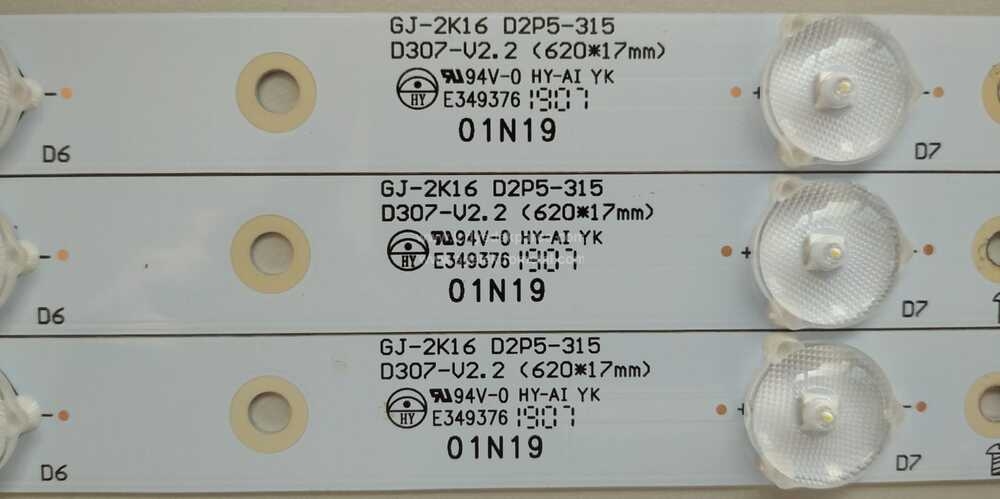 GJ-2K16 D2P5-315
D307-V2.2 (620*17mm)
94V-0 HY-AI YK
HY E349376 1907
01N19
D6 D7
GJ-2K16 D2P5-315
D307-V2.2 (620*17mm)
94V-0 HY-AI YK
HY E349376 1907
01N19
D6 D7
GJ-2K16 D2P5-315
D307-V2.2 (620*17mm)
94V-0 HY-AI YK
HY E349376 1907
01N19
D6 D7